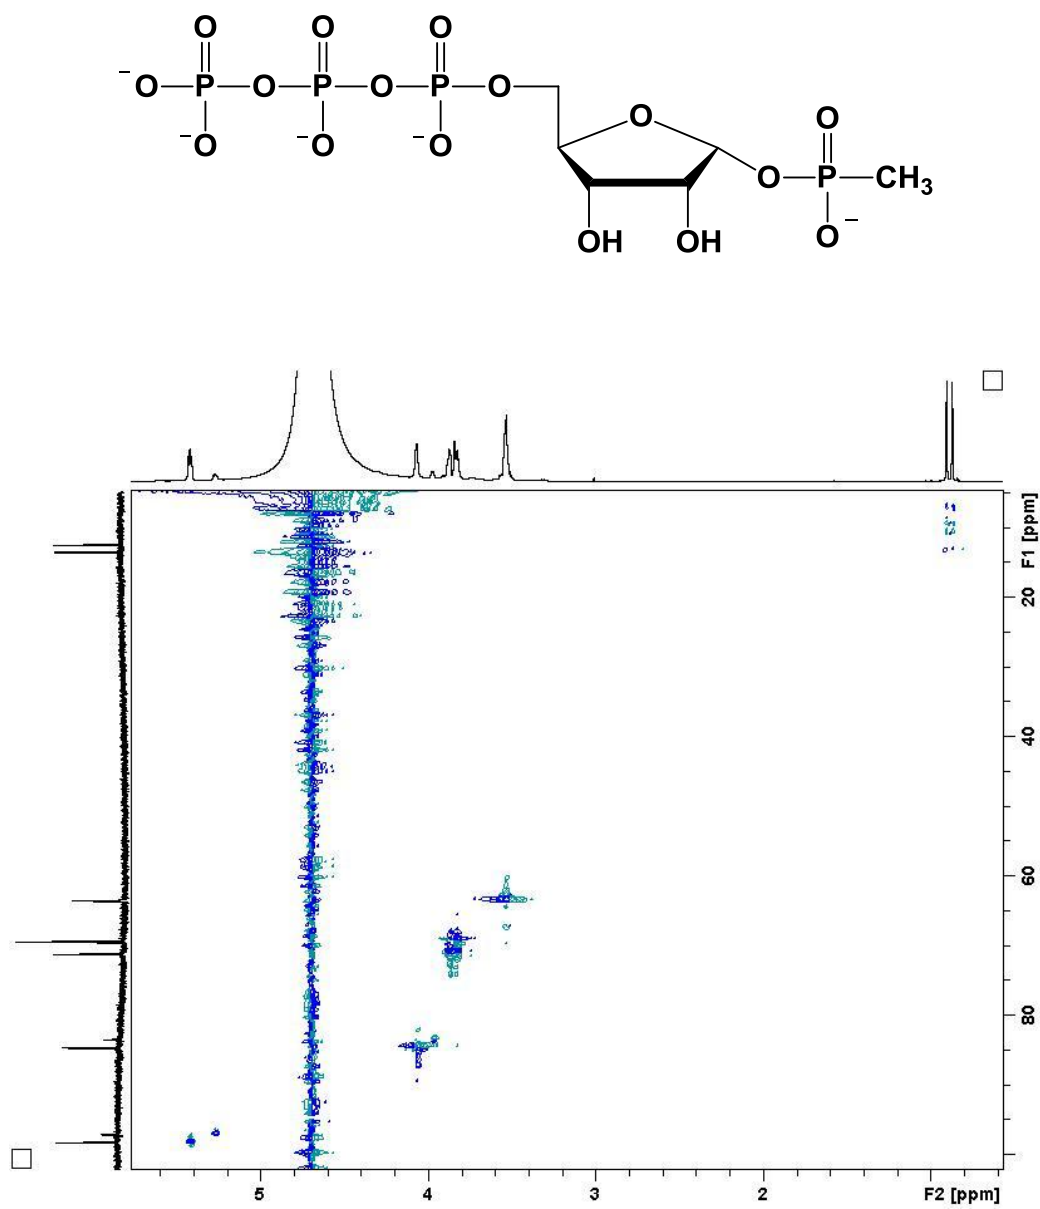 O O O
⁻O P O P O P O
⁻O ⁻O ⁻O
O O
O P CH3
OH OH O⁻
F1 [ppm]
20
40
60
80
5 4 3 2 F2 [ppm]